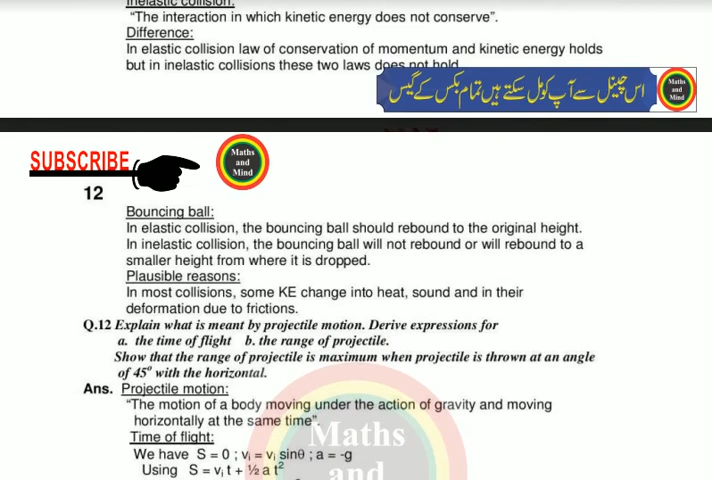 Inelastic collision:
"The interaction in which kinetic energy does not conserve".
Difference:
In elastic collision law of conservation of momentum and kinetic energy holds
but in inelastic collisions these two laws does not hold
اس چینل سے آپ کو مل سکتے ہیں تمام بکس کے گیس
Maths
and
Mind
SUBSCRIBE
Maths
and
Mind
12
Bouncing ball:
In elastic collision, the bouncing ball should rebound to the original height.
In inelastic collision, the bouncing ball will not rebound or will rebound to a
smaller height from where it is dropped.
Plausible reasons:
In most collisions, some KE change into heat, sound and in their
deformation due to frictions.
Q.12 Explain what is meant by projectile motion. Derive expressions for
a. the time of flight b. the range of projectile.
Show that the range of projectile is maximum when projectile is thrown at an angle
of 45° with the horizontal.
Ans. Projectile motion:
"The motion of a body moving under the action of gravity and moving
horizontally at the same time".
Time of flight:
We have S = 0 ; vᵢ = vᵢ sinθ ; a = -g
Using S = vᵢ t + ½ a t²
Maths
and